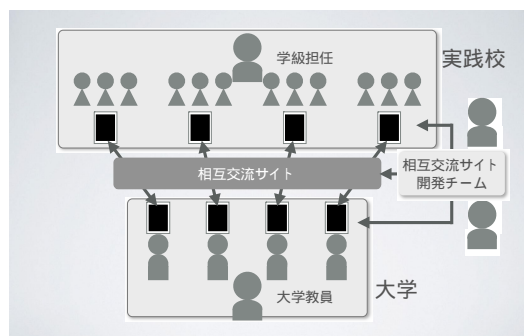 学級担任
実践校
相互交流サイト
相互交流サイト
開発チーム
大学教員
大学